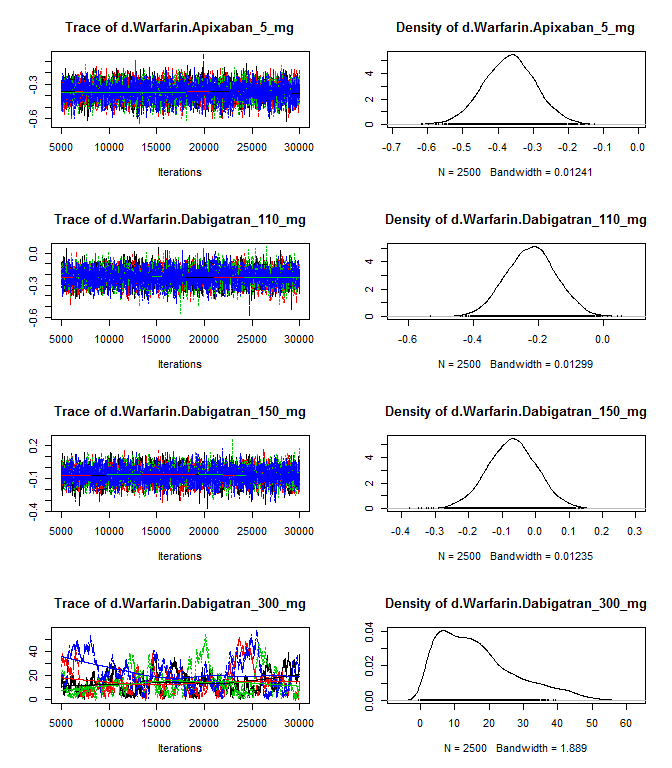 Trace of d.Warfarin.Apixaban_5_mg
-0.6 -0.3
5000 10000 15000 20000 25000 30000
Iterations
Density of d.Warfarin.Apixaban_5_mg
0 2 4
-0.7 -0.6 -0.5 -0.4 -0.3 -0.2 -0.1 0.0
N = 2500 Bandwidth = 0.01241
Trace of d.Warfarin.Dabigatran_110_mg
-0.6 -0.3 0.0
5000 10000 15000 20000 25000 30000
Iterations
Density of d.Warfarin.Dabigatran_110_mg
0 2 4
-0.6 -0.4 -0.2 0.0
N = 2500 Bandwidth = 0.01299
Trace of d.Warfarin.Dabigatran_150_mg
-0.4 -0.1 0.2
5000 10000 15000 20000 25000 30000
Iterations
Density of d.Warfarin.Dabigatran_150_mg
0 2 4
-0.4 -0.3 -0.2 -0.1 0.0 0.1 0.2 0.3
N = 2500 Bandwidth = 0.01235
Trace of d.Warfarin.Dabigatran_300_mg
0 20 40
5000 10000 15000 20000 25000 30000
Iterations
Density of d.Warfarin.Dabigatran_300_mg
0.00 0.02 0.04
0 10 20 30 40 50 60
N = 2500 Bandwidth = 1.889